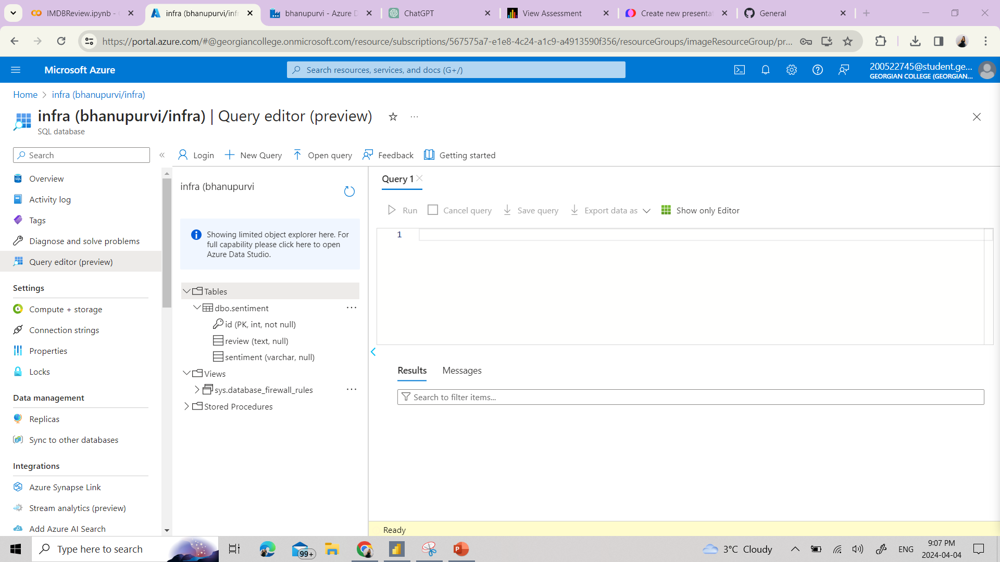 IMDBReview.ipynb - 
infra (bhanupurvi/infr
bhanupurvi - Azure D
ChatGPT
View Assessment
Create new presentat
General
https://portal.azure.com/#@georgiancollege.onmicrosoft.com/resource/subscriptions/567575a7-e1e8-4c24-a1c9-a4913590f356/resourceGroups/imageResourceGroup/pr...
Microsoft Azure
Search resources, services, and docs (G+/)
200522745@student.ge...
GEORGIAN COLLEGE (GEORGIAN...
Home
infra (bhanupurvi/infra)
infra (bhanupurvi/infra) | Query editor (preview)
...
SQL database
Search
«
Login
New Query
Open query
Feedback
Getting started
Overview
Activity log
Tags
Diagnose and solve problems
Query editor (preview)
Settings
Compute + storage
Connection strings
Properties
Locks
Data management
Replicas
Sync to other databases
Integrations
Azure Synapse Link
Stream analytics (preview)
Add Azure AI Search
infra (bhanupurvi
Showing limited object explorer here. For
full capability please click here to open
Azure Data Studio.
Tables
dbo.sentiment
...
id (PK, int, not null)
review (text, null)
sentiment (varchar, null)
Views
sys.database_firewall_rules
...
Stored Procedures
Query 1
Run
Cancel query
Save query
Export data as
Show only Editor
1
Results
Messages
Search to filter items...
Ready
Type here to search
99+
3°C Cloudy
ENG
9:07 PM
2024-04-04